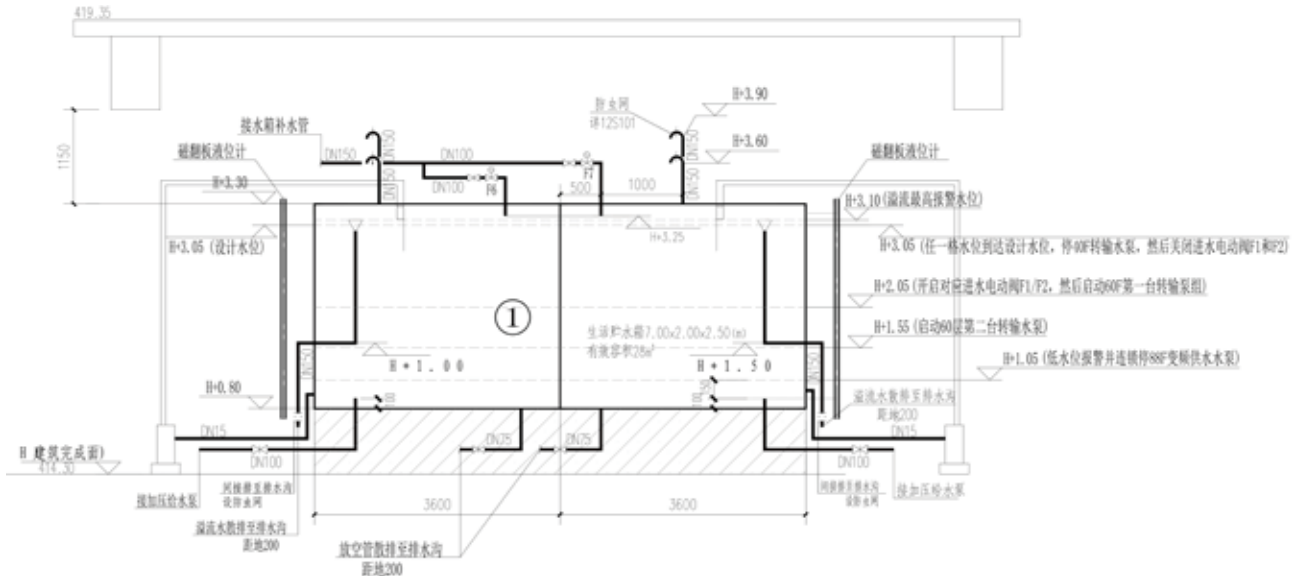 419.35
1150
接水箱补水管
DN150
DN150
DN150
DN100
DN100
F6
F7
500
1000
防虫网
详12S101
DN150
DN150
H+3.90
H+3.60
磁翻板液位计
磁翻板液位计
H+3.30
H+3.10(溢流最高报警水位)
H+3.25
H+3.05(设计水位)
H+3.05(任一格水位到达设计水位，停40F转输水泵，然后关闭进水电动阀F1和F2)
H+2.05(开启对应进水电动阀F1/F2，然后启动60F第一台转输泵组)
①
生活贮水箱7.00x2.00x2.50(m)
有效容积28m³
H+1.55(启动60层第二台转输水泵)
H+1.00
H+1.50
H+1.05(低水位报警并连锁停88F变频供水水泵)
DN150
DN150
H+0.80
100
100
150
溢流水散排至排水沟
距地200
DN15
DN15
DN75
DN75
DN100
DN100
H 建筑完成面)
414.30
接加压给水泵
间接排至排水沟
设防虫网
间接排至排水沟
设防虫网
接加压给水泵
3600
3600
溢流水散排至排水沟
距地200
放空管散排至排水沟
距地200